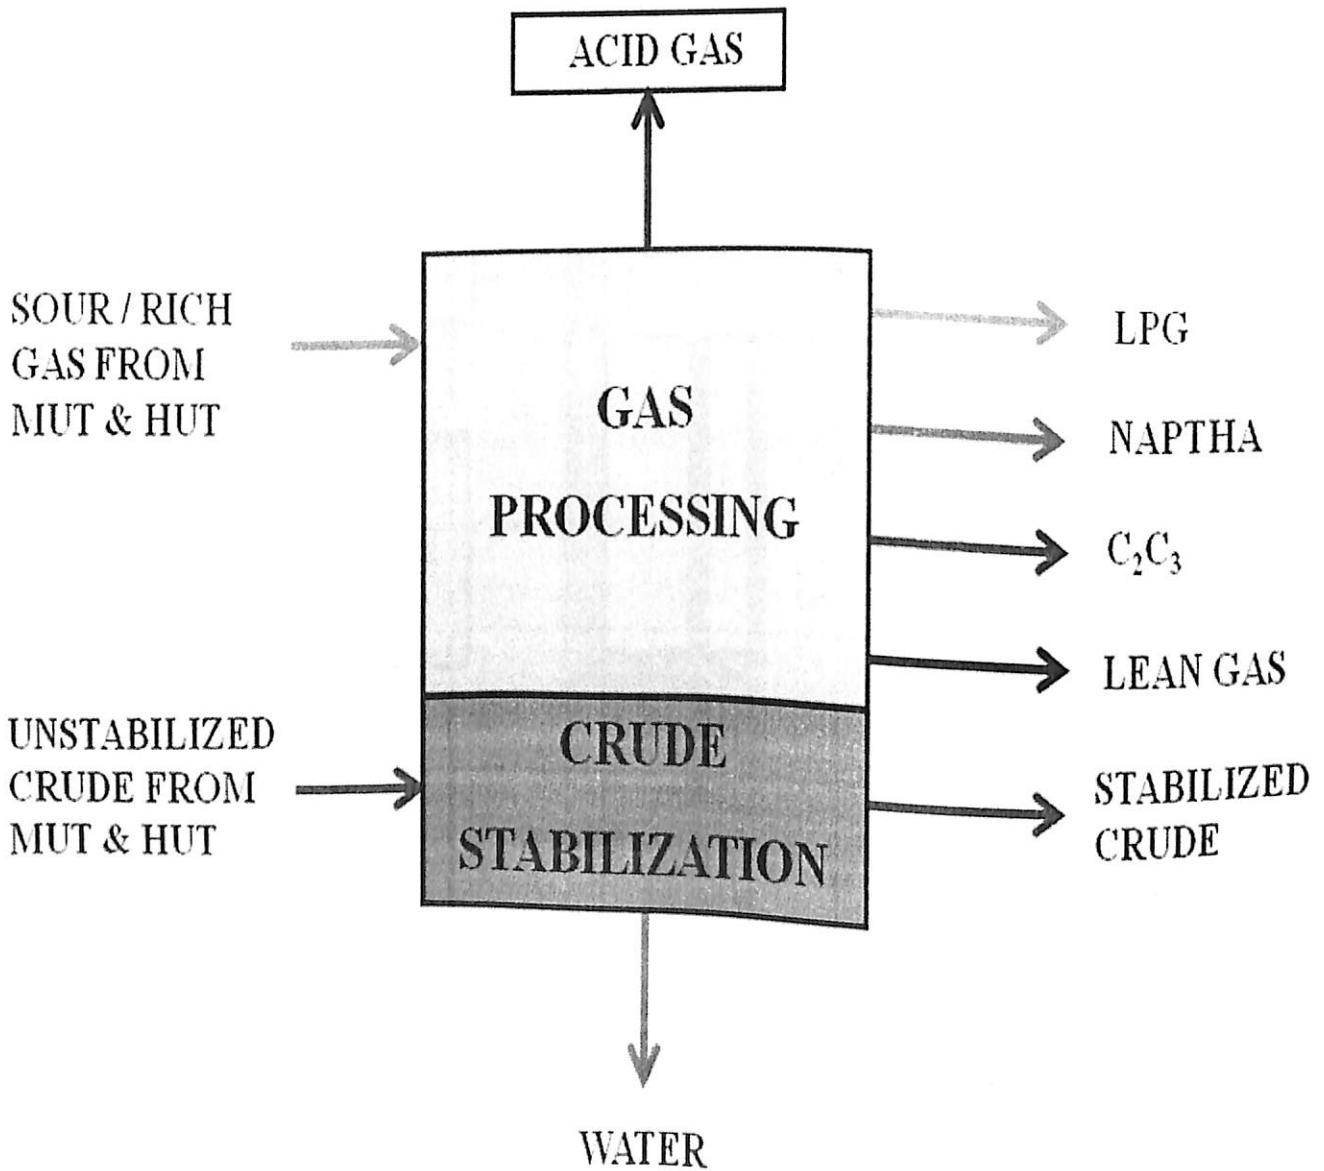 ACID GAS
SOUR / RICH
GAS FROM
MUT & HUT
GAS
PROCESSING
LPG
NAPTHA
C₂C₃
LEAN GAS
UNSTABILIZED
CRUDE FROM
MUT & HUT
CRUDE
STABILIZATION
STABILIZED
CRUDE
WATER